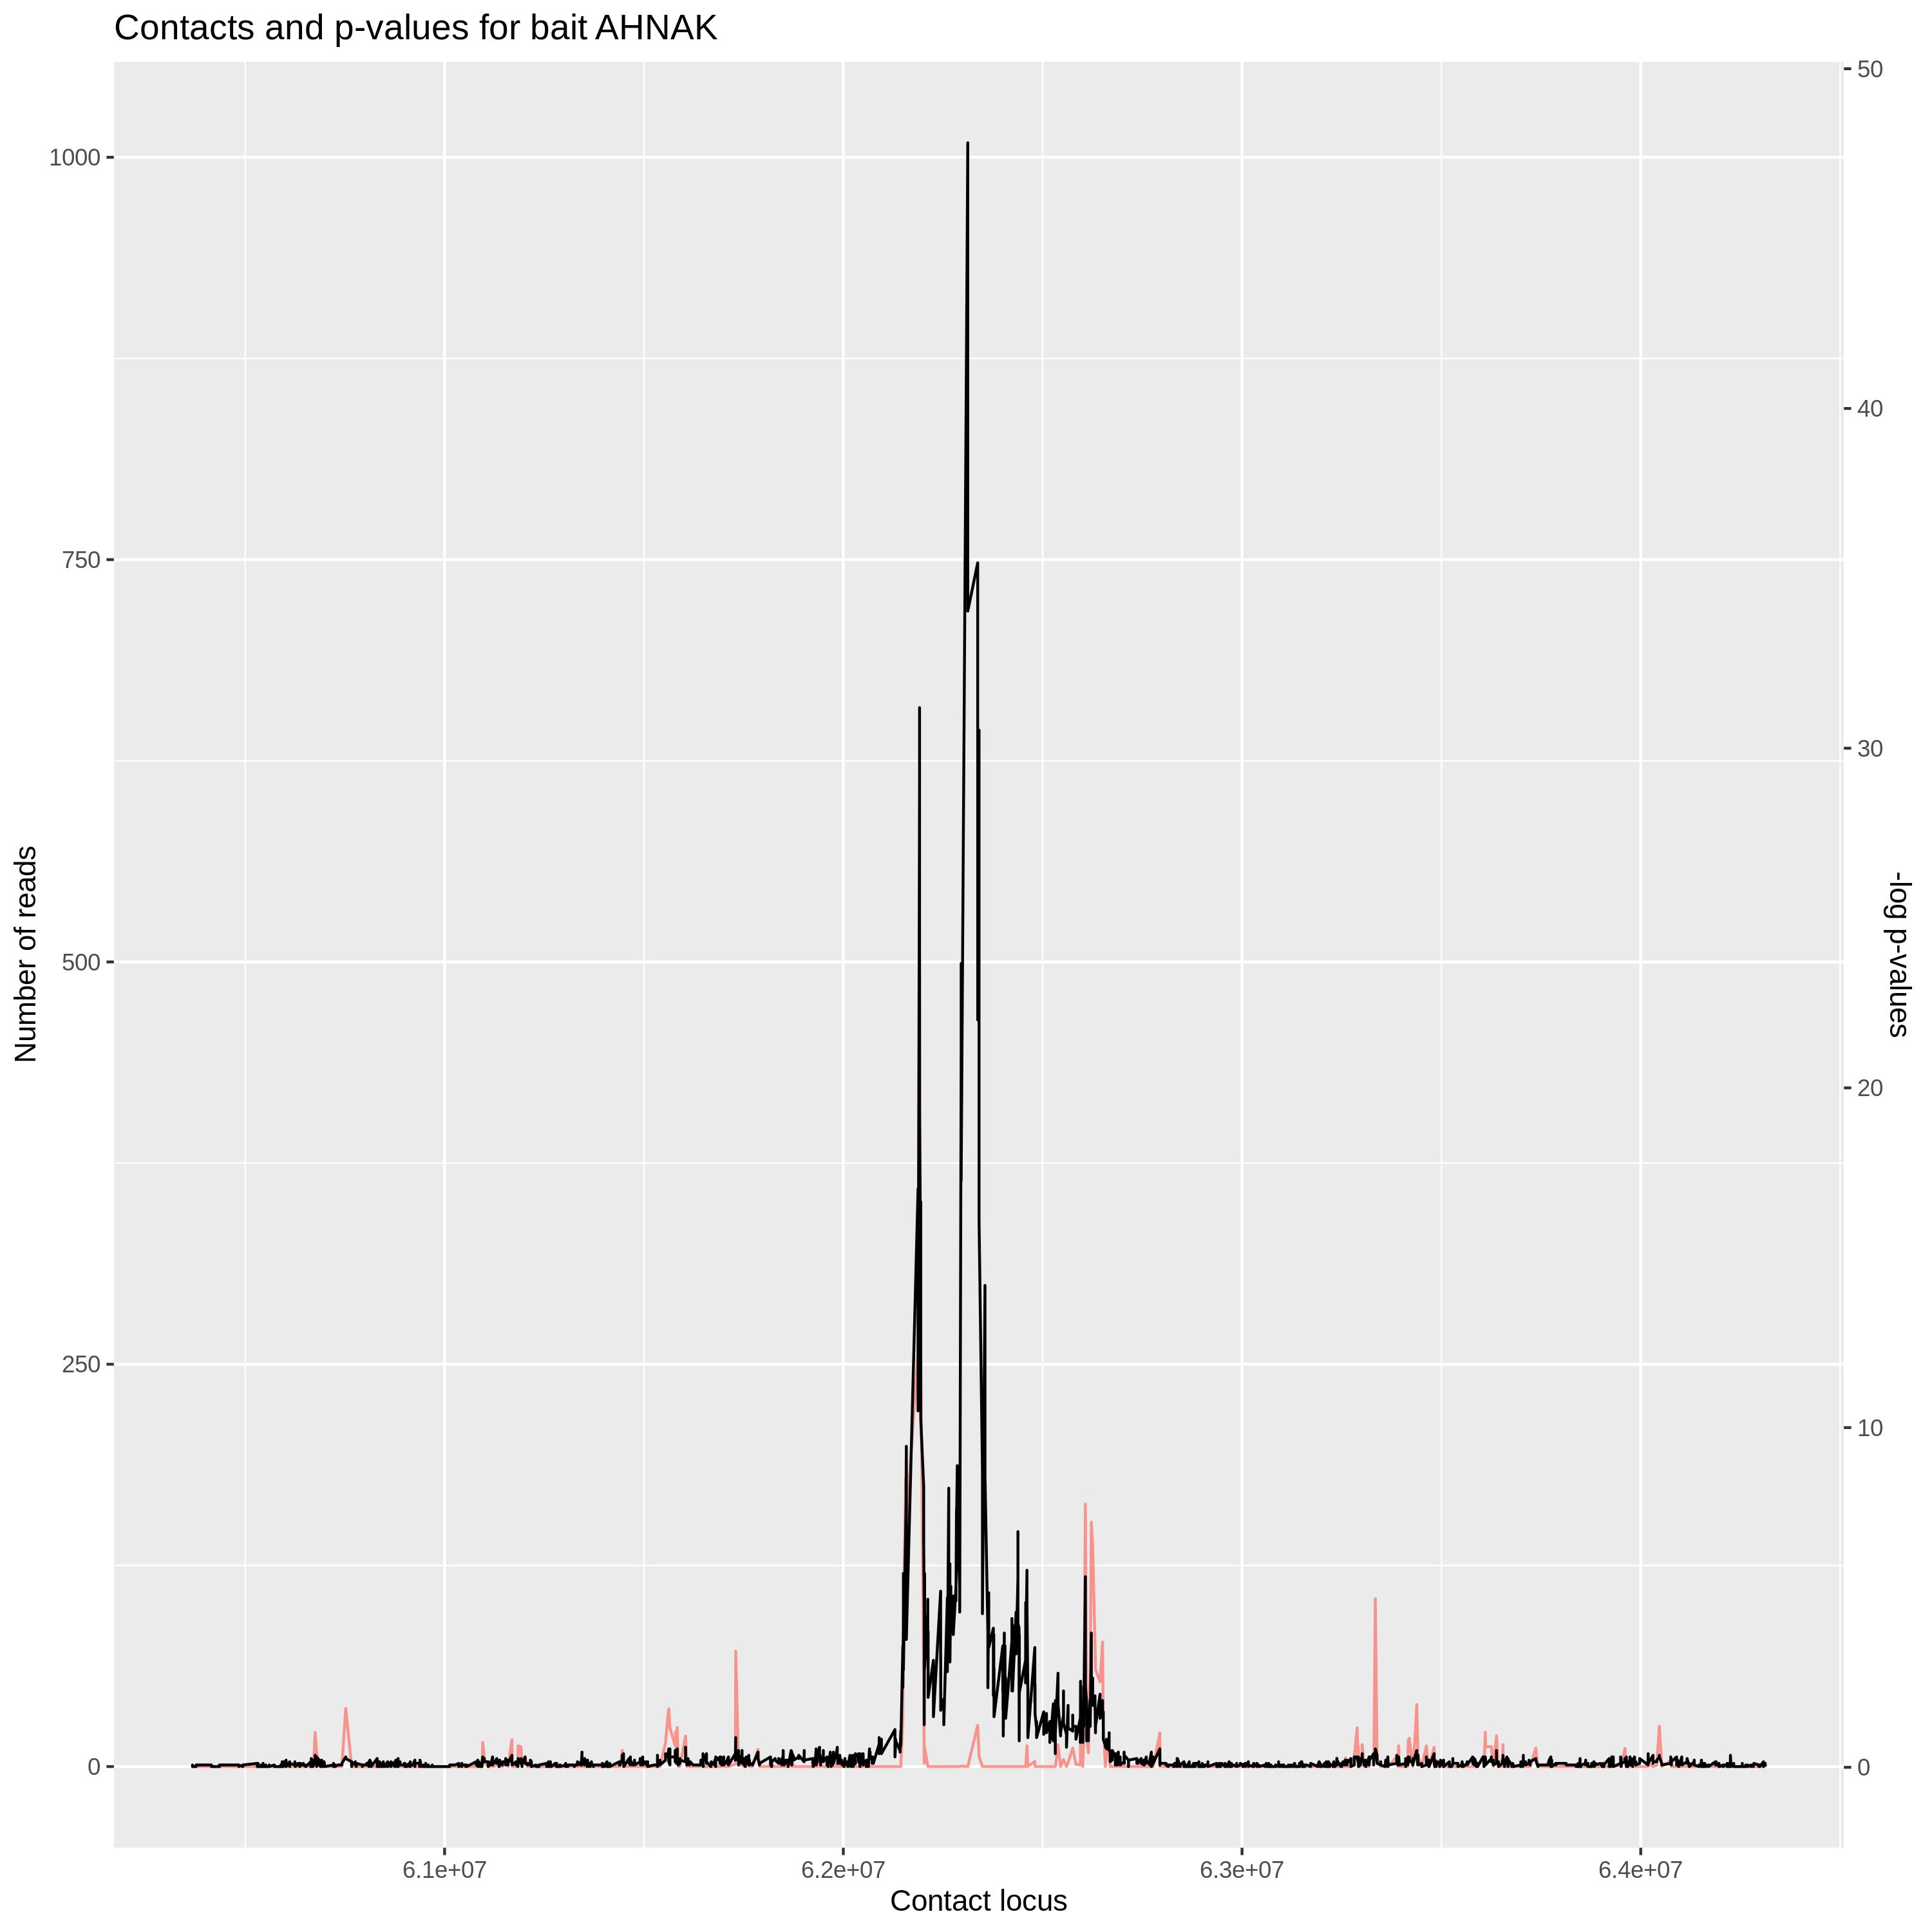 Contacts and p-values for bait AHNAK
1000
750
500
250
0
Number of reads
50
40
30
20
10
0
-log p-values
6.1e+07
6.2e+07
6.3e+07
6.4e+07
Contact locus